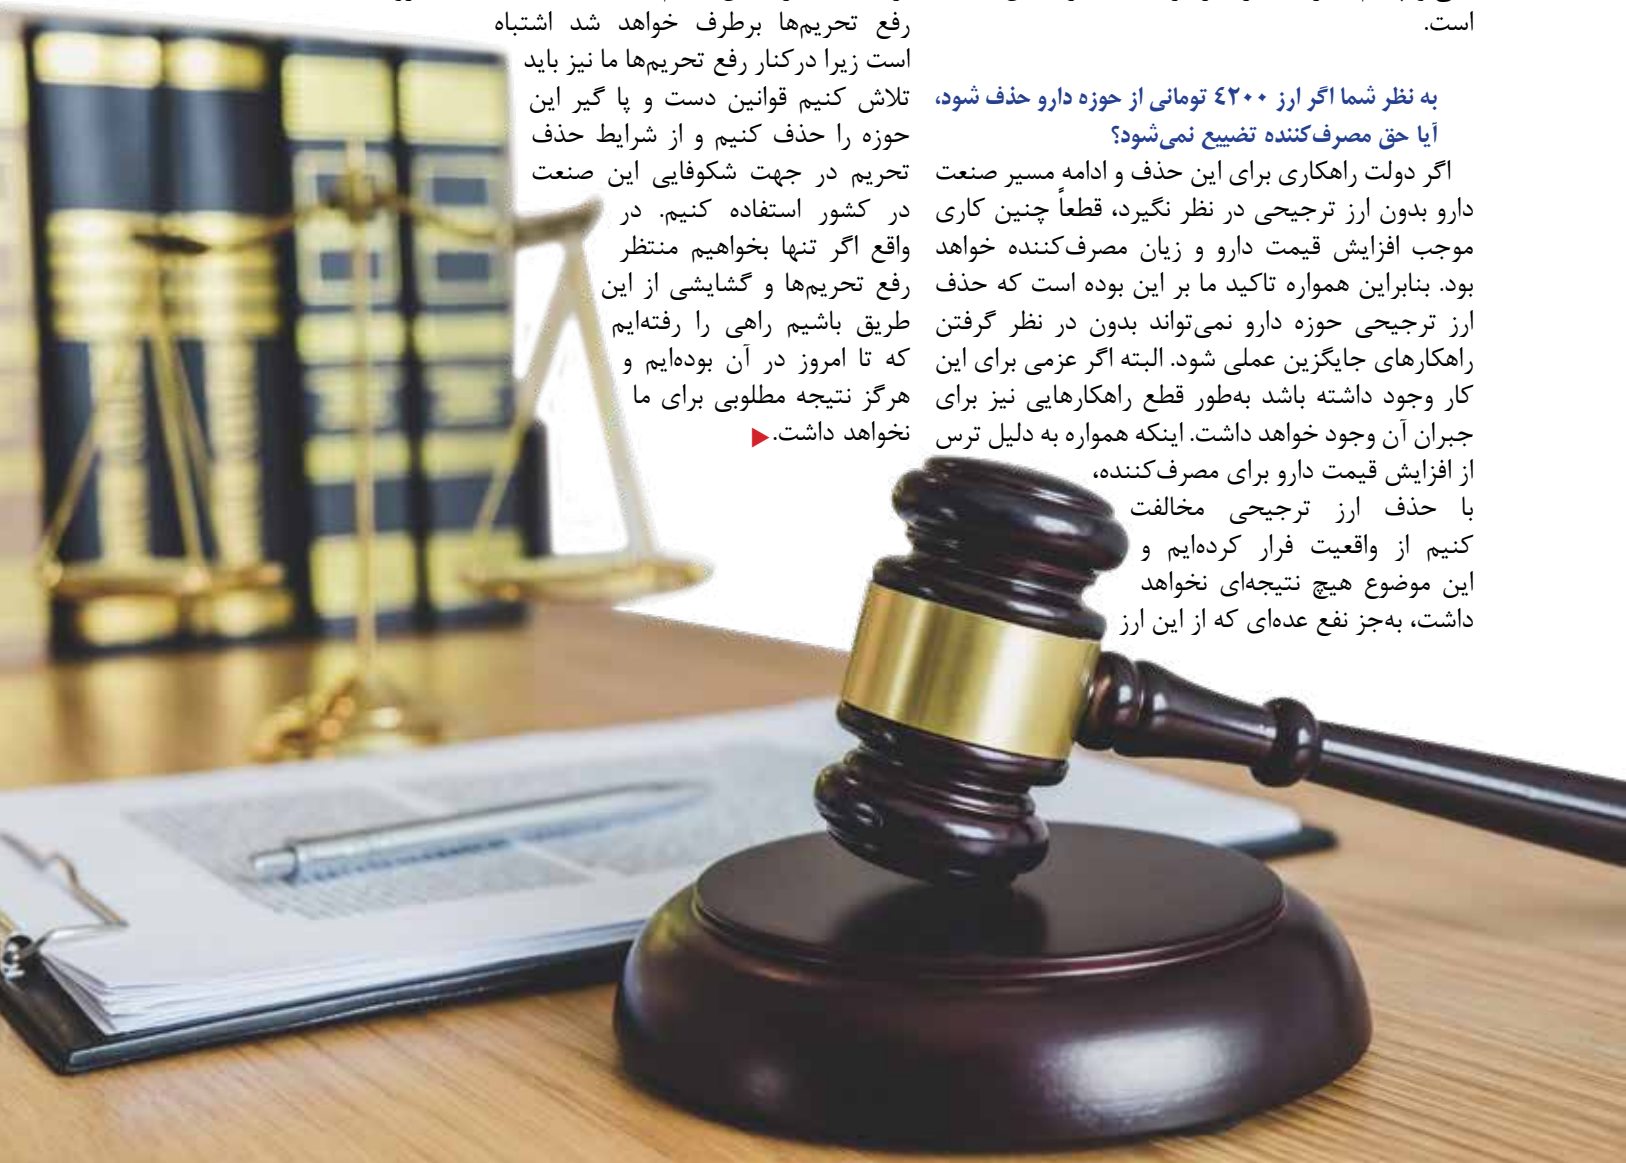 است.
به نظر شما اگر ارز ۴۲۰۰ تومانی از حوزه دارو حذف شود،
آیا حق مصرف‌کننده تضییع نمی‌شود؟
اگر دولت راهکاری برای این حذف و ادامه مسیر صنعت
دارو بدون ارز ترجیحی در نظر نگیرد، قطعاً چنین کاری
موجب افزایش قیمت دارو و زیان مصرف‌کننده خواهد
بود. بنابراین همواره تاکید ما بر این بوده است که حذف
ارز ترجیحی حوزه دارو نمی‌تواند بدون در نظر گرفتن
راهکارهای جایگزین عملی شود. البته اگر عزمی برای این
کار وجود داشته باشد به‌طور قطع راهکارهایی نیز برای
جبران آن وجود خواهد داشت. اینکه همواره به دلیل ترس
از افزایش قیمت دارو برای مصرف‌کننده،
با حذف ارز ترجیحی مخالفت
کنیم از واقعیت فرار کرده‌ایم و
این موضوع هیچ نتیجه‌ای نخواهد
داشت، به‌جز نفع عده‌ای که از این ارز
رفع تحریم‌ها برطرف خواهد شد اشتباه
است زیرا درکنار رفع تحریم‌ها ما نیز باید
تلاش کنیم قوانین دست و پا گیر این
حوزه را حذف کنیم و از شرایط حذف
تحریم در جهت شکوفایی این صنعت
در کشور استفاده کنیم. در
واقع اگر تنها بخواهیم منتظر
رفع تحریم‌ها و گشایشی از این
طریق باشیم راهی را رفته‌ایم
که تا امروز در آن بوده‌ایم و
هرگز نتیجه مطلوبی برای ما
نخواهد داشت.